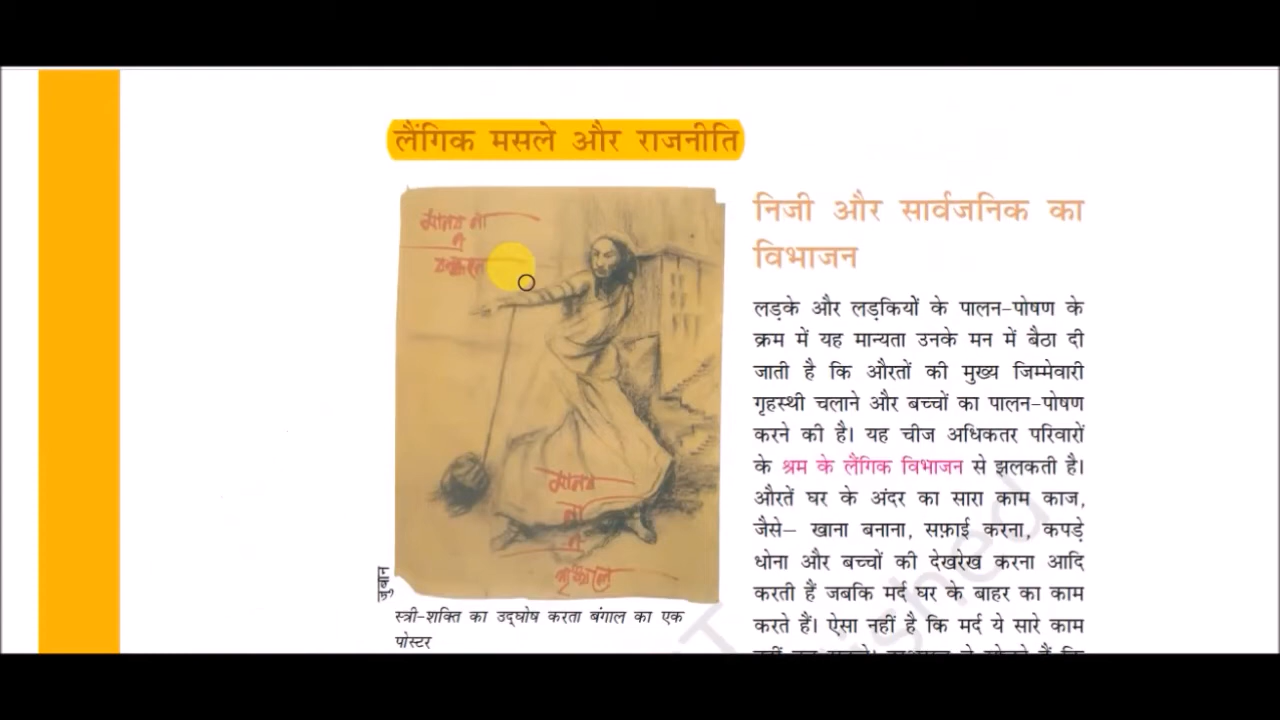 लैंगिक मसले और राजनीति
मानब ना
स्त्री-शक्ति का उद्घोष करता बंगाल का एक
पोस्टर
ज़ुबान
निजी और सार्वजनिक का
विभाजन
लड़के और लड़कियों के पालन-पोषण के
क्रम में यह मान्यता उनके मन में बैठा दी
जाती है कि औरतों की मुख्य जिम्मेवारी
गृहस्थी चलाने और बच्चों का पालन-पोषण
करने की है। यह चीज अधिकतर परिवारों
के श्रम के लैंगिक विभाजन से झलकती है।
औरतें घर के अंदर का सारा काम काज,
जैसे– खाना बनाना, सफ़ाई करना, कपड़े
धोना और बच्चों की देखरेख करना आदि
करती हैं जबकि मर्द घर के बाहर का काम
करते हैं। ऐसा नहीं है कि मर्द ये सारे काम